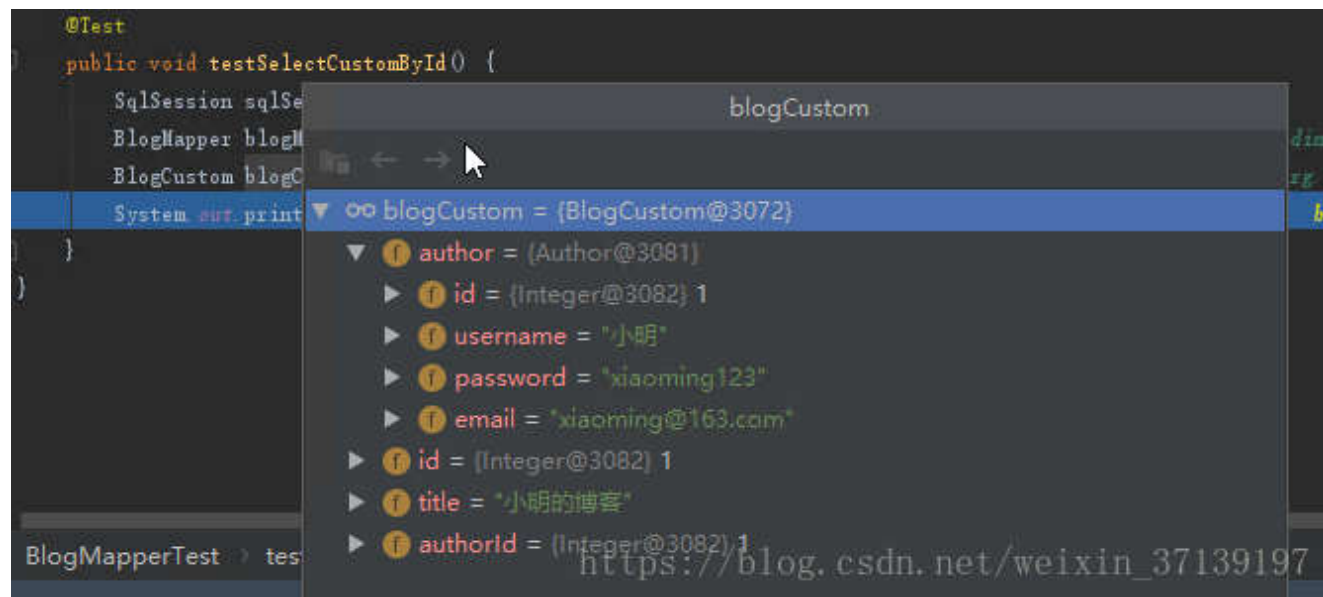 @Test
public void testSelectCustomById() {
SqlSession sqlSe
BlogMapper blogM
BlogCustom blogC
System.out.print
}
}
blogCustom
blogCustom = {BlogCustom@3072}
author = {Author@3081}
id = {Integer@3082} 1
username = "小明"
password = "xiaoming123"
email = "xiaoming@163.com"
id = {Integer@3082} 1
title = "小明的博客"
authorId = {Integer@3082} 1
BlogMapperTest tes
https://blog.csdn.net/weixin_37139197